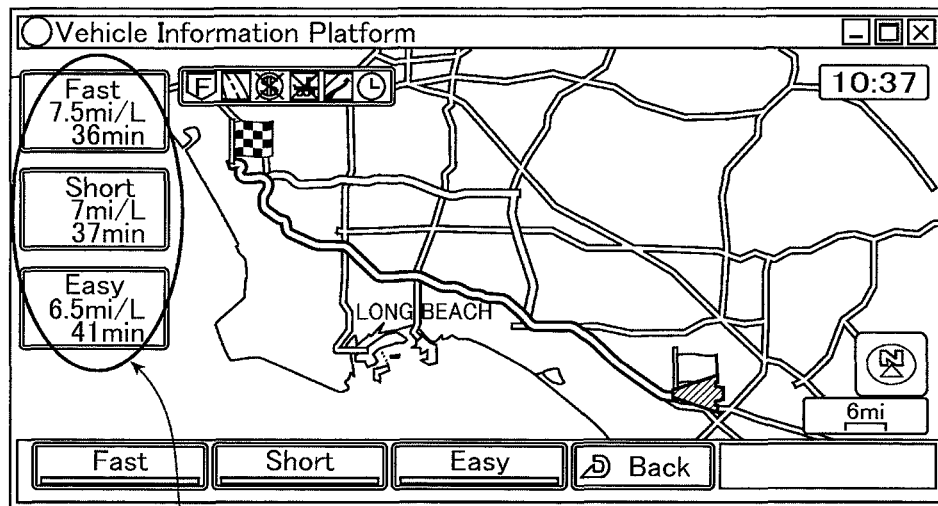 Vehicle Information Platform
10:37
F
Fast
7.5mi/L
36min
Short
7mi/L
37min
Easy
6.5mi/L
41min
LONG BEACH
N
6mi
Fast
Short
Easy
Back